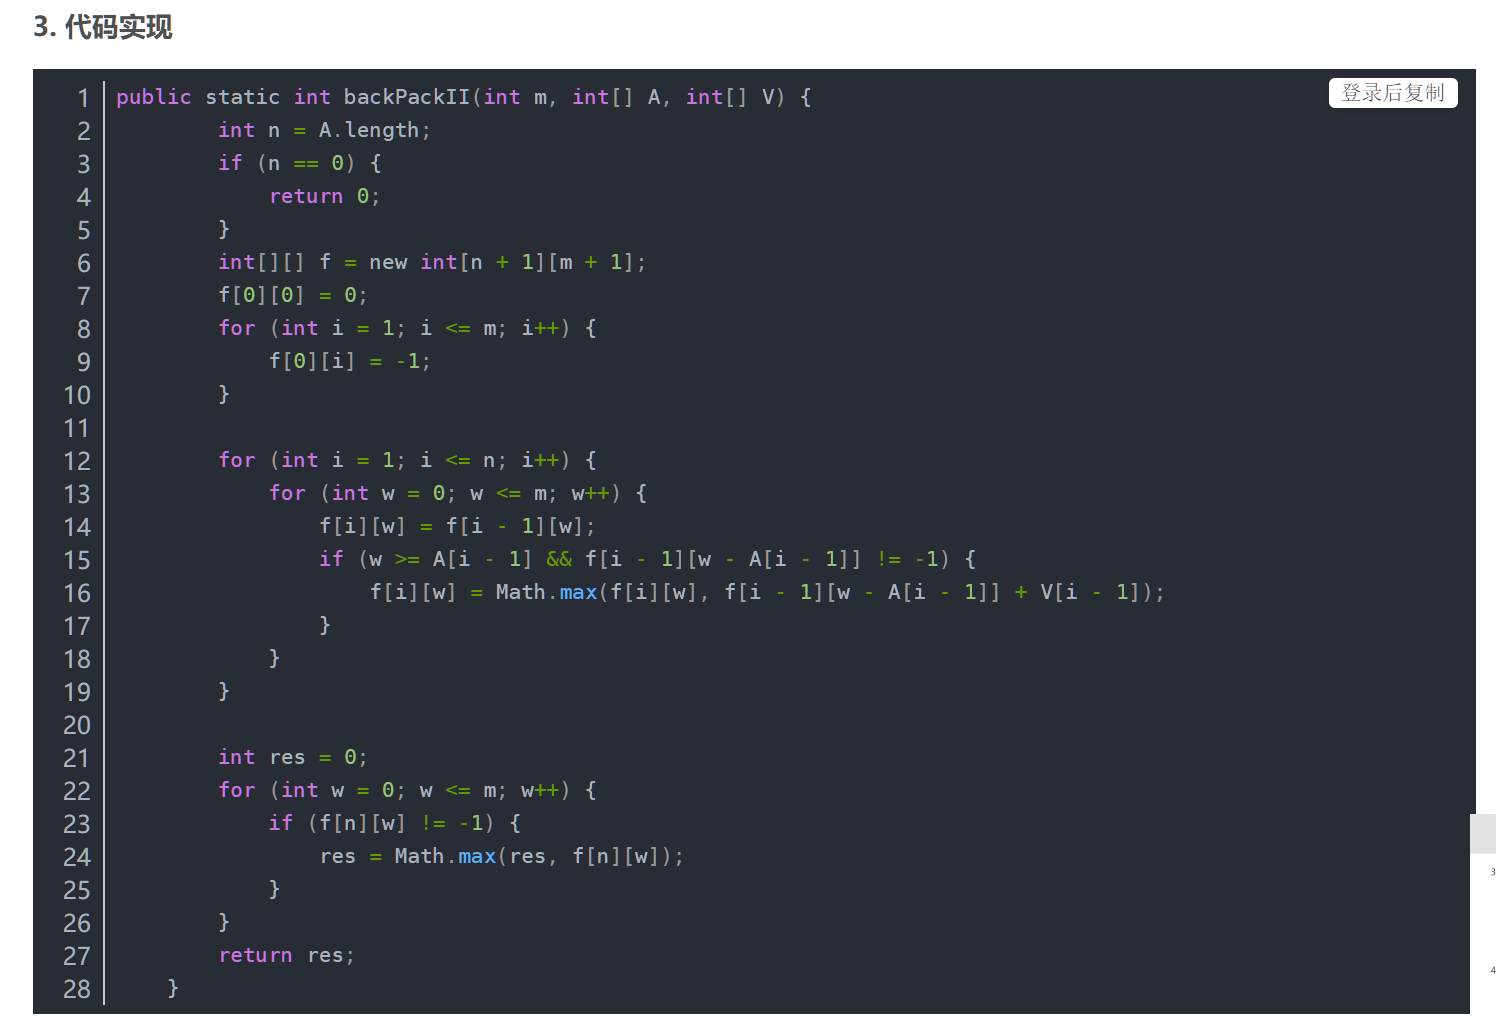 3. 代码实现
登录后复制
1 public static int backPackII(int m, int[] A, int[] V) {
2         int n = A.length;
3         if (n == 0) {
4             return 0;
5         }
6         int[][] f = new int[n + 1][m + 1];
7         f[0][0] = 0;
8         for (int i = 1; i <= m; i++) {
9             f[0][i] = -1;
10         }
11
12         for (int i = 1; i <= n; i++) {
13             for (int w = 0; w <= m; w++) {
14                 f[i][w] = f[i - 1][w];
15                 if (w >= A[i - 1] && f[i - 1][w - A[i - 1]] != -1) {
16                     f[i][w] = Math.max(f[i][w], f[i - 1][w - A[i - 1]] + V[i - 1]);
17                 }
18             }
19         }
20
21         int res = 0;
22         for (int w = 0; w <= m; w++) {
23             if (f[n][w] != -1) {
24                 res = Math.max(res, f[n][w]);
25             }
26         }
27         return res;
28     }
3
4